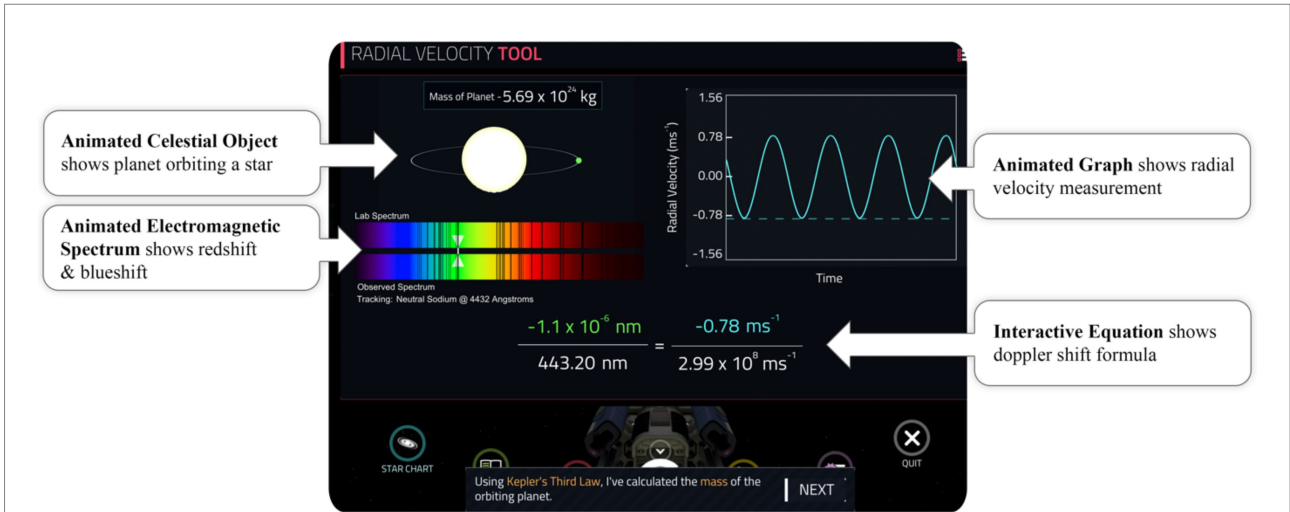 RADIAL VELOCITY TOOL
Mass of Planet - 5.69 x 10²⁴ kg
Animated Celestial Object
shows planet orbiting a star
Animated Electromagnetic
Spectrum shows redshift
& blueshift
Lab Spectrum
Observed Spectrum
Tracking: Neutral Sodium @ 4432 Angstroms
Radial Velocity (ms⁻¹)
1.56
0.78
0.00
-0.78
-1.56
Time
Animated Graph shows radial
velocity measurement
-1.1 x 10⁻⁶ nm
443.20 nm
=
-0.78 ms⁻¹
2.99 x 10⁸ ms⁻¹
Interactive Equation shows
doppler shift formula
STAR CHART
QUIT
Using Kepler's Third Law, I've calculated the mass of the
orbiting planet.
NEXT